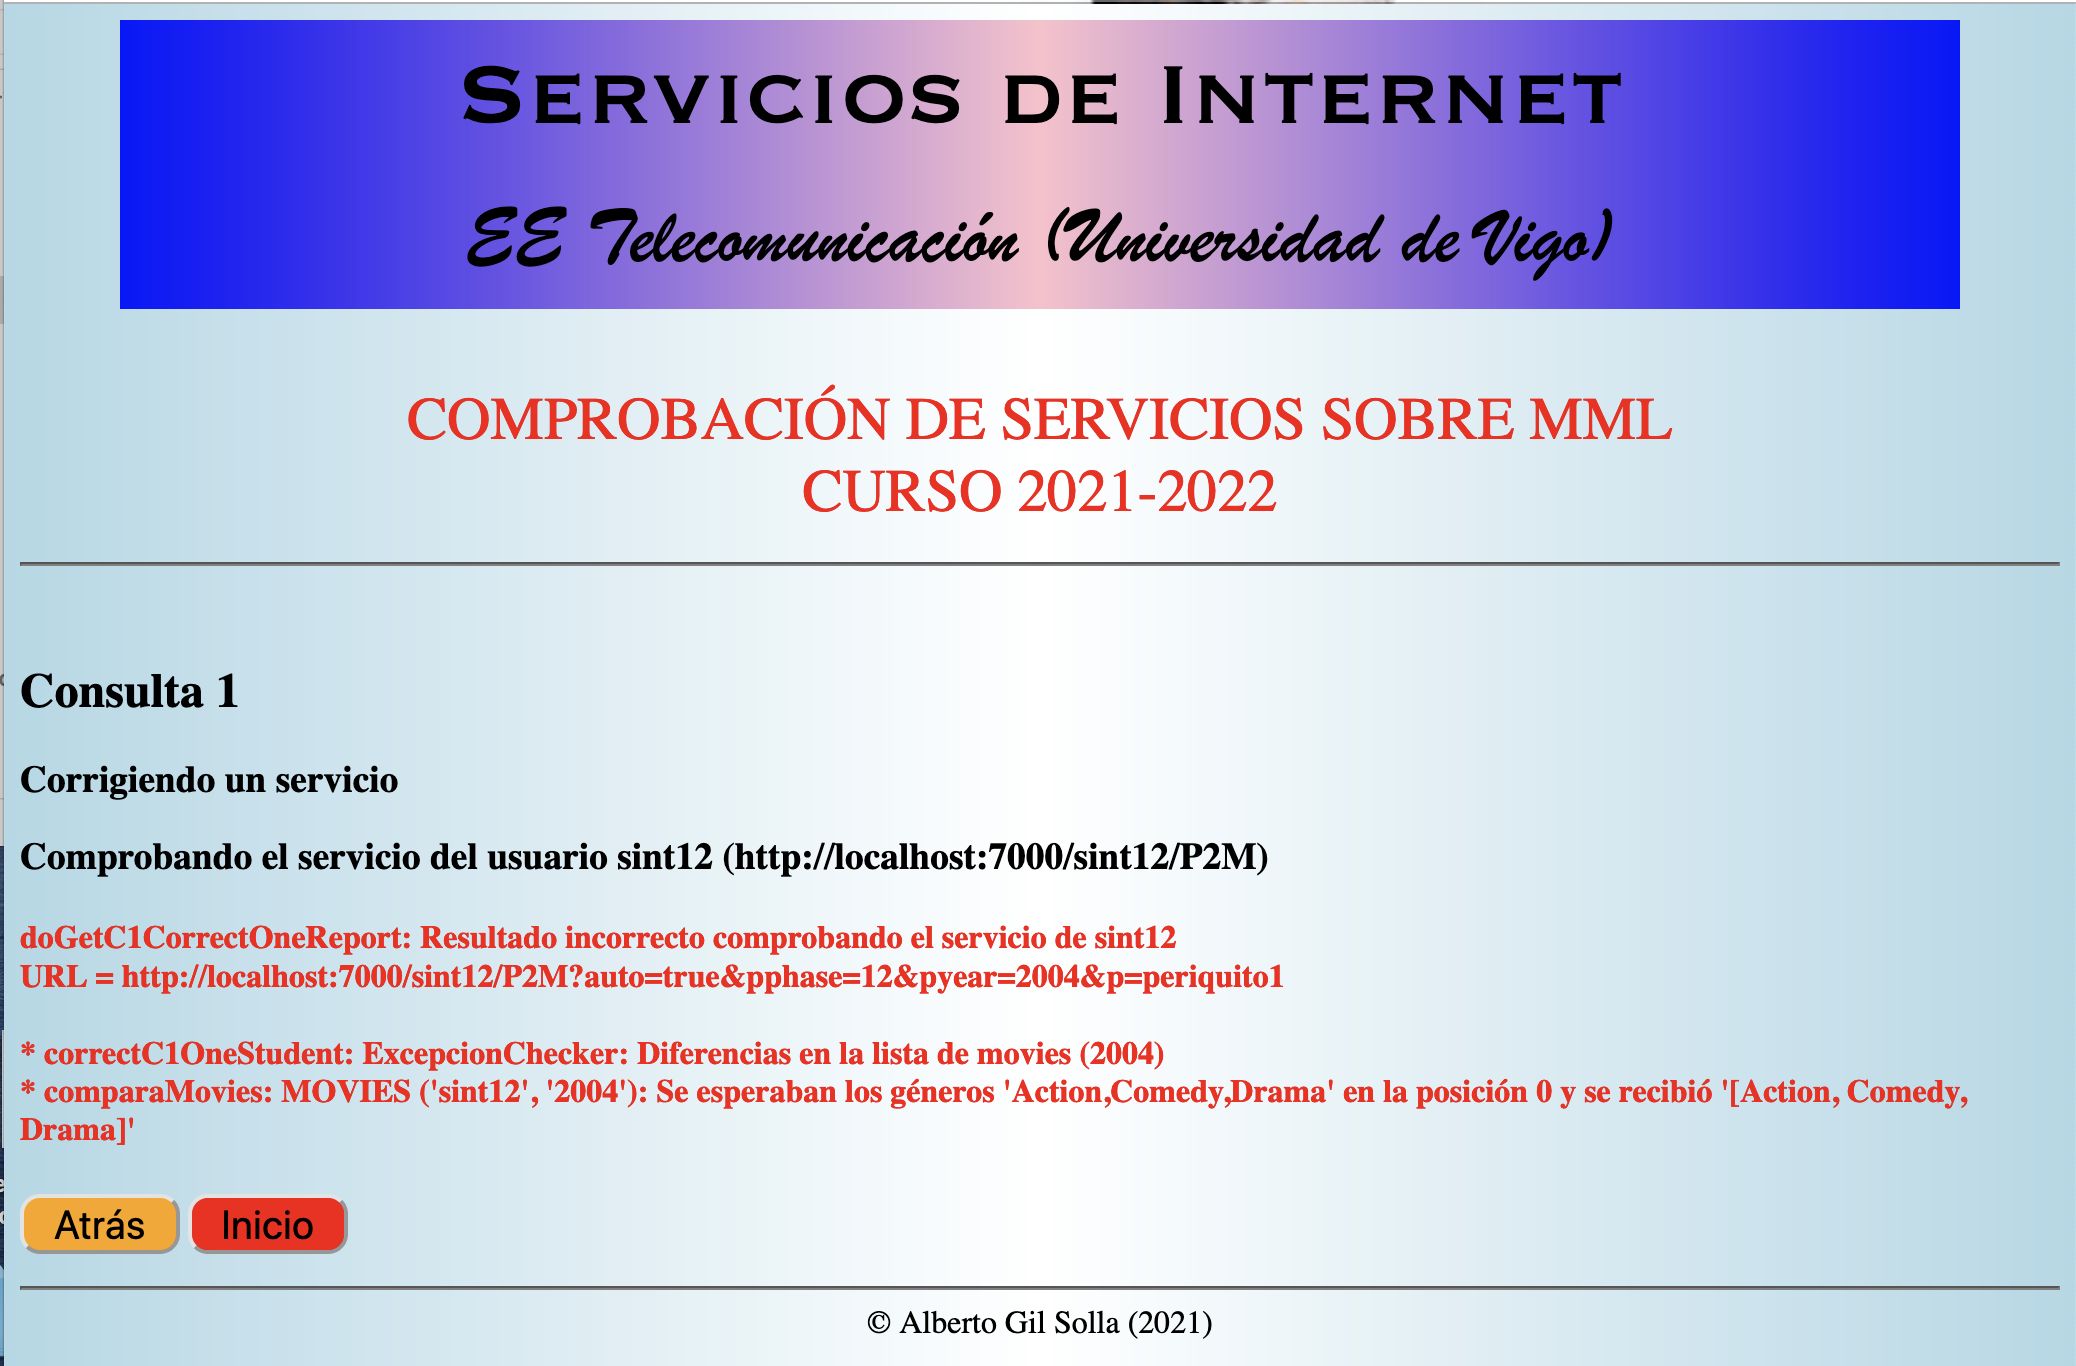 Servicios de Internet
EE Telecomunicación (Universidad de Vigo)
COMPROBACIÓN DE SERVICIOS SOBRE MML
CURSO 2021-2022
Consulta 1
Corrigiendo un servicio
Comprobando el servicio del usuario sint12 (http://localhost:7000/sint12/P2M)
doGetC1CorrectOneReport: Resultado incorrecto comprobando el servicio de sint12
URL = http://localhost:7000/sint12/P2M?auto=true&pphase=12&pyear=2004&p=periquito1
* correctC1OneStudent: ExcepcionChecker: Diferencias en la lista de movies (2004)
* comparaMovies: MOVIES ('sint12', '2004'): Se esperaban los géneros 'Action,Comedy,Drama' en la posición 0 y se recibió '[Action, Comedy,
Drama]'
Atrás Inicio
© Alberto Gil Solla (2021)